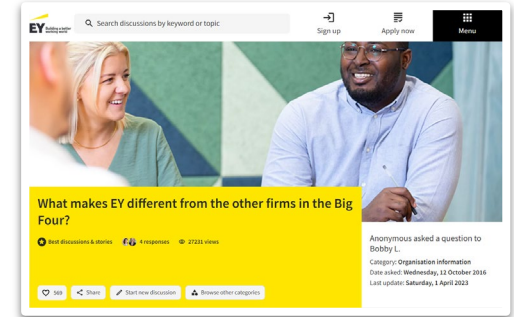 EY Building a better
working world
Search discussions by keyword or topic
Sign up
Apply now
Menu
What makes EY different from the other firms in the Big
Four?
Best discussions & stories
4 responses
27231 views
569
Share
Start new discussion
Browse other categories
Anonymous asked a question to
Bobby L.
Category: Organisation information
Date asked: Wednesday, 12 October 2016
Last update: Saturday, 1 April 2023